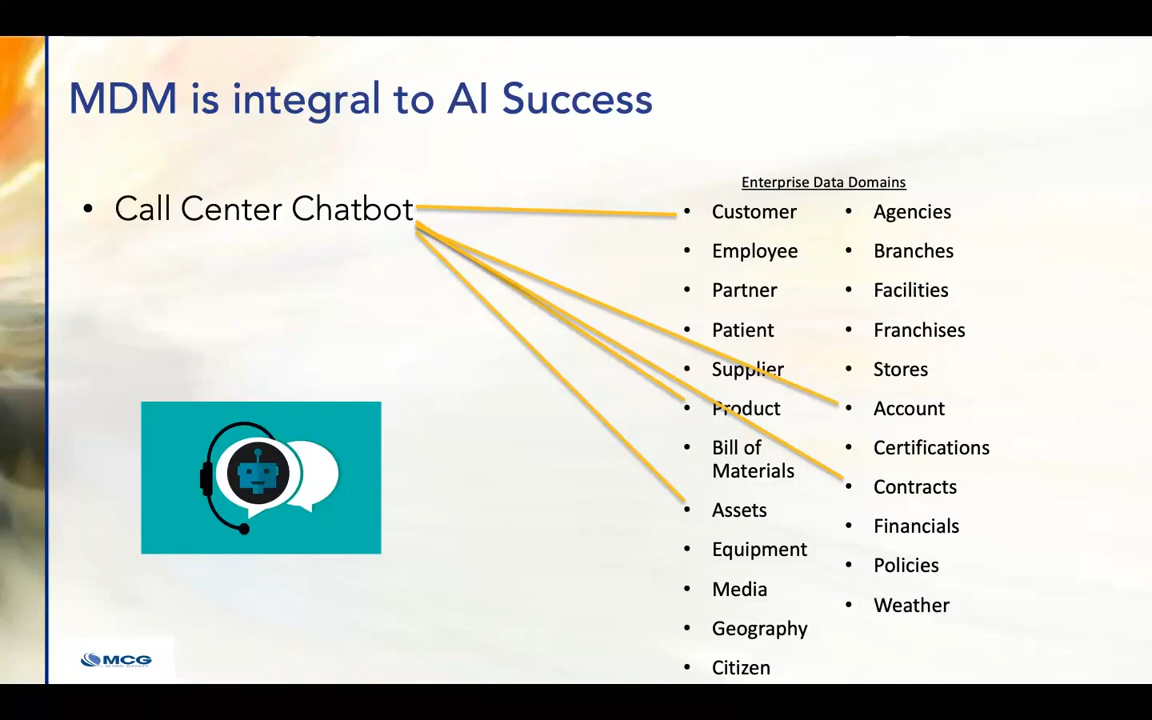 MDM is integral to AI Success
• Call Center Chatbot
Enterprise Data Domains
• Customer
• Employee
• Partner
• Patient
• Supplier
• Product
• Bill of
Materials
• Assets
• Equipment
• Media
• Geography
• Citizen
• Agencies
• Branches
• Facilities
• Franchises
• Stores
• Account
• Certifications
• Contracts
• Financials
• Policies
• Weather
MCG